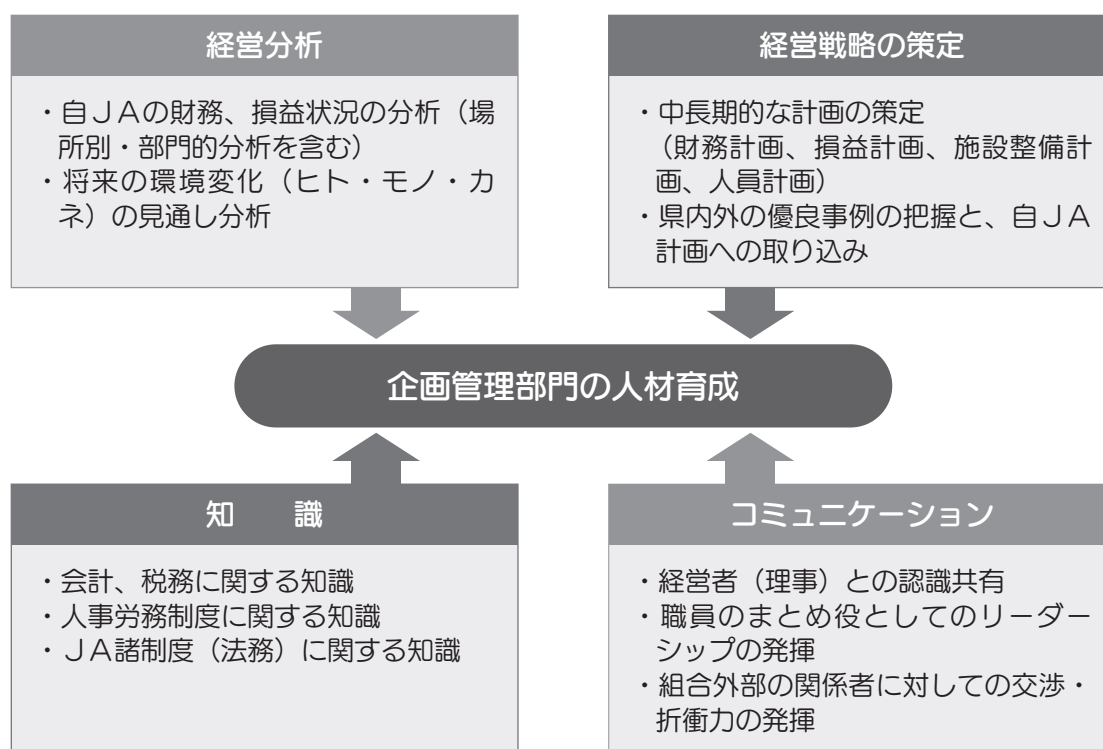 経営分析
・自ＪＡの財務、損益状況の分析（場
所別・部門的分析を含む）
・将来の環境変化（ヒト・モノ・カ
ネ）の見通し分析
経営戦略の策定
・中長期的な計画の策定
（財務計画、損益計画、施設整備計
画、人員計画）
・県内外の優良事例の把握と、自ＪＡ
計画への取り込み
企画管理部門の人材育成
知　　識
・会計、税務に関する知識
・人事労務制度に関する知識
・ＪＡ諸制度（法務）に関する知識
コミュニケーション
・経営者（理事）との認識共有
・職員のまとめ役としてのリーダー
シップの発揮
・組合外部の関係者に対しての交渉・
折衝力の発揮